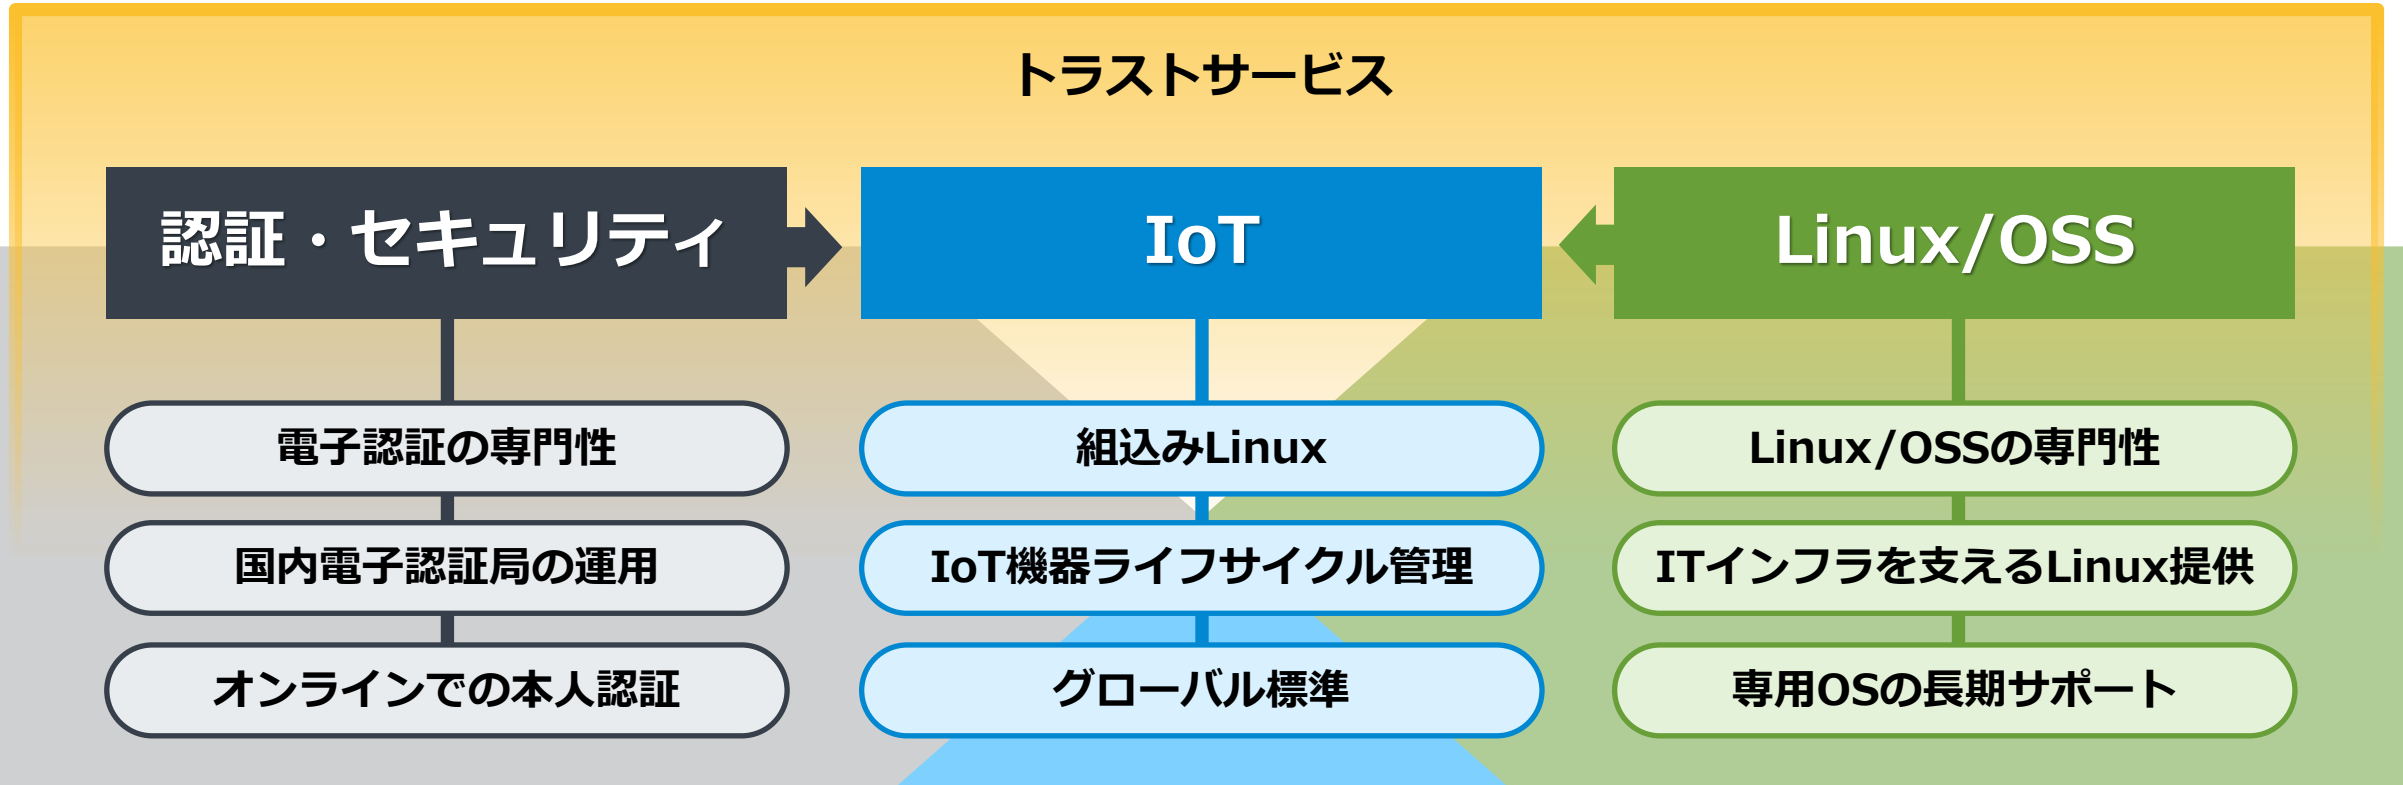 トラストサービス
認証・セキュリティ
IoT
Linux/OSS
電子認証の専門性
組込みLinux
Linux/OSSの専門性
国内電子認証局の運用
IoT機器ライフサイクル管理
ITインフラを支えるLinux提供
オンラインでの本人認証
グローバル標準
専用OSの長期サポート